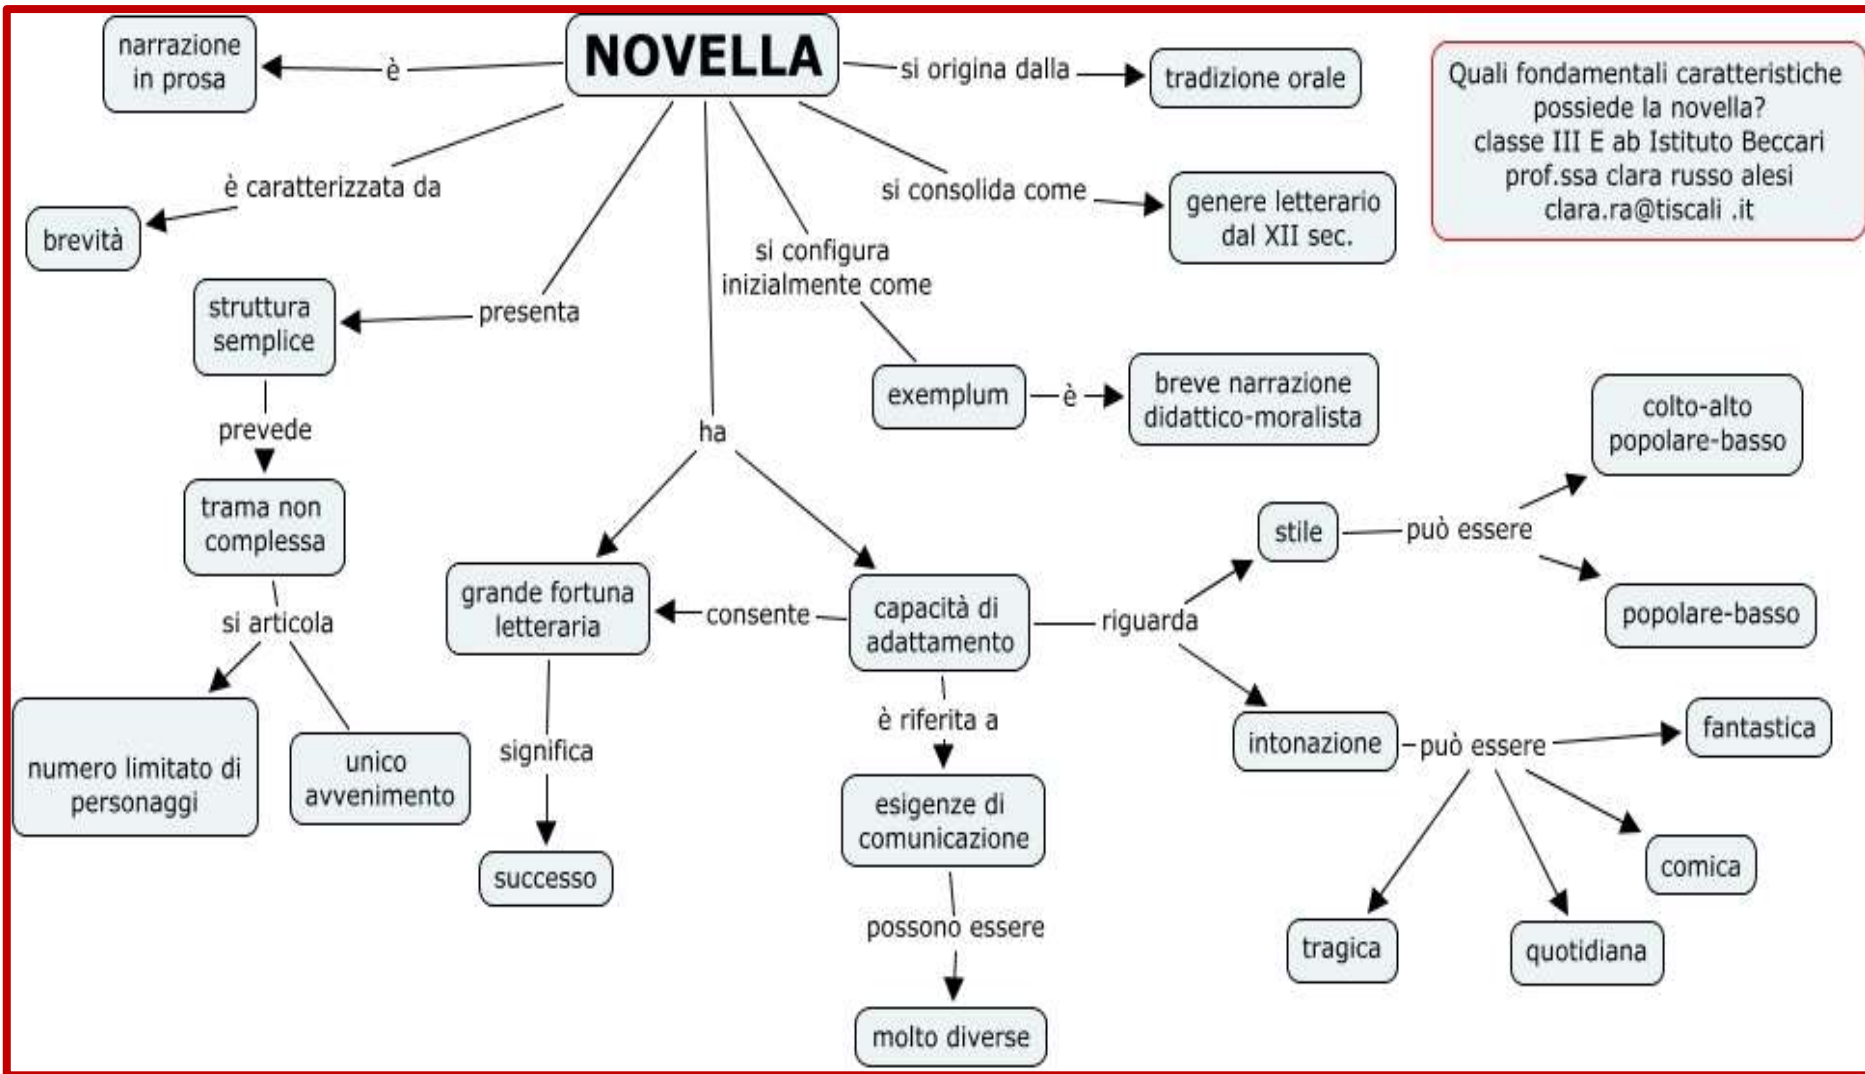 NOVELLA
narrazione
in prosa
è
si origina dalla
tradizione orale
Quali fondamentali caratteristiche
possiede la novella?
classe III E ab Istituto Beccari
prof.ssa clara russo alesi
clara.ra@tiscali .it
è caratterizzata da
brevità
si consolida come
genere letterario
dal XII sec.
si configura
inizialmente come
presenta
struttura
semplice
exemplum
è
breve narrazione
didattico-moralista
prevede
ha
colto-alto
popolare-basso
trama non
complessa
stile
può essere
popolare-basso
si articola
grande fortuna
letteraria
consente
capacità di
adattamento
riguarda
numero limitato di
personaggi
unico
avvenimento
significa
successo
è riferita a
esigenze di
comunicazione
possono essere
molto diverse
intonazione
può essere
fantastica
comica
quotidiana
tragica